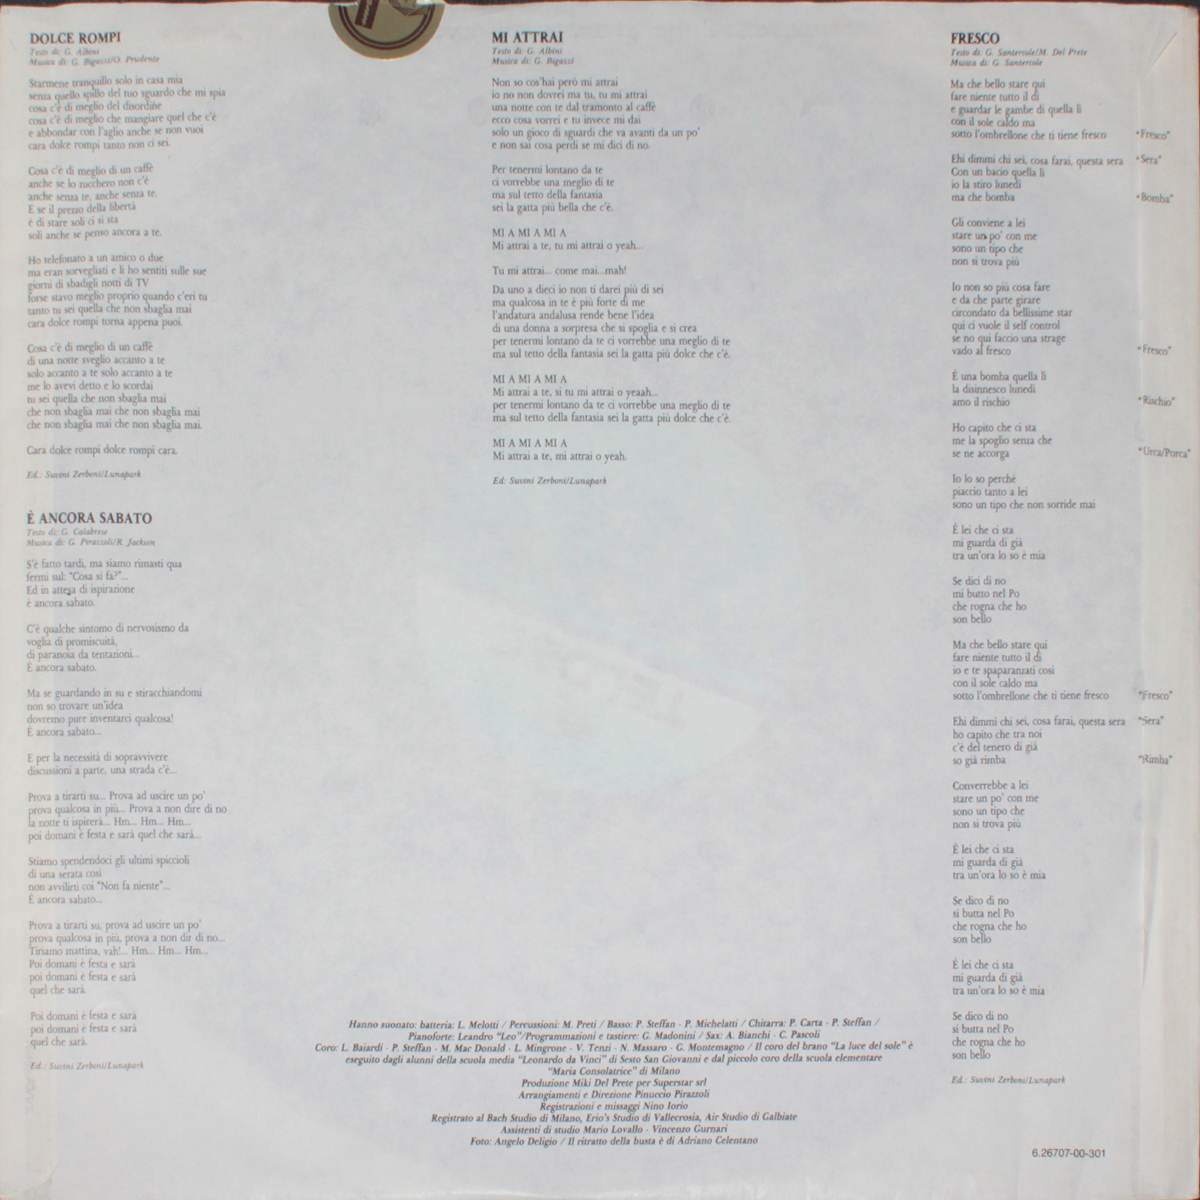 DOLCE ROMPI
Testo di: G. Albini
Musica di: G. Bigazzi/O. Prudente
Starmene tranquillo solo in casa mia
senza quello spillo del tuo sguardo che mi spia
cosa c'è di meglio del disordine
cosa c'è di meglio che mangiare quel che c'è
e abbondar con l'aglio anche se non vuoi
cara dolce rompi tanto non ci sei.
Cosa c'è di meglio di un caffè
anche se lo zucchero non c'è
anche senza te, anche senza te.
E se il prezzo della libertà
è di stare soli ci si sta
soli anche se penso ancora a te.
Ho telefonato a un amico o due
ma eran sorvegliati e li ho sentiti sulle sue
giorni di sbadigli notti di TV
forse stavo meglio proprio quando c'eri tu
tanto tu sei quella che non sbaglia mai
cara dolce rompi torna appena puoi.
Cosa c'è di meglio di un caffè
di una notte sveglio accanto a te
solo accanto a te solo accanto a te
me lo avevi detto e lo scordai
tu sei quella che non sbaglia mai
che non sbaglia mai che non sbaglia mai
che non sbaglia mai che non sbaglia mai.
Cara dolce rompi dolce rompi cara.
Ed.: Suvini Zerboni/Lunapark
È ANCORA SABATO
Testo di: G. Calabrese
Musica di: G. Pirazzoli/R. Jackson
S'è fatto tardi, ma siamo rimasti qua
fermi sul: "Cosa si fa?"...
Ed in attesa di ispirazione
è ancora sabato.
C'è qualche sintomo di nervosismo da
voglia di promiscuità,
di paranoia da tentazioni...
È ancora sabato.
Ma se guardando in su e stiracchiandomi
non so trovare un'idea
dovremo pure inventarci qualcosa!
È ancora sabato...
E per la necessità di sopravvivere
discussioni a parte, una strada c'è...
Prova a tirarti su... Prova ad uscire un po'
prova qualcosa in più... Prova a non dire di no
la notte ti ispirerà... Hm... Hm... Hm...
poi domani è festa e sarà quel che sarà...
Stiamo spendendoci gli ultimi spiccioli
di una serata così
non avvilirti coi "Non fa niente"...
È ancora sabato...
Prova a tirarti su, prova ad uscire un po'
prova qualcosa in più, prova a non dir di no...
Tiriamo mattina, vah!... Hm... Hm... Hm...
Poi domani è festa e sarà
poi domani è festa e sarà
quel che sarà.
Poi domani è festa e sarà
poi domani è festa e sarà
quel che sarà.
Ed.: Suvini Zerboni/Lunapark
MI ATTRAI
Testo di: G. Albini
Musica di: G. Bigazzi
Non so cos'hai però mi attrai
io no non dovrei ma tu, tu mi attrai
una notte con te dal tramonto al caffè
ecco cosa vorrei e tu invece mi dai
solo un gioco di sguardi che va avanti da un po'
e non sai cosa perdi se mi dici di no.
Per tenermi lontano da te
ci vorrebbe una meglio di te
ma sul tetto della fantasia
sei la gatta più bella che c'è.
MI A MI A MI A
Mi attrai a te, tu mi attrai o yeah...
Tu mi attrai... come mai...mah!
Da uno a dieci io non ti darei più di sei
ma qualcosa in te è più forte di me
l'andatura andalusa rende bene l'idea
di una donna a sorpresa che si spoglia e si crea
per tenermi lontano da te ci vorrebbe una meglio di te
ma sul tetto della fantasia sei la gatta più dolce che c'è.
MI A MI A MI A
Mi attrai a te, si tu mi attrai o yeaah...
per tenermi lontano da te ci vorrebbe una meglio di te
ma sul tetto della fantasia sei la gatta più dolce che c'è.
MI A MI A MI A
Mi attrai a te, mi attrai o yeah.
Ed: Suvini Zerboni/Lunapark
FRESCO
Testo di: G. Santercole/M. Del Prete
Musica di: G. Santercole
Ma che bello stare qui
fare niente tutto il dì
e guardar le gambe di quella lì
con il sole caldo ma
sotto l'ombrellone che ti tiene fresco "Fresco"
Ehi dimmi chi sei, cosa farai, questa sera "Sera"
Con un bacio quella lì
io la stiro lunedì
ma che bomba "Bomba"
Gli conviene a lei
stare un po' con me
sono un tipo che
non si trova più
Io non so più cosa fare
e da che parte girare
circondato da bellissime star
qui ci vuole il self control
se no qui faccio una strage
vado al fresco "Fresco"
È una bomba quella lì
la disinnesco lunedì
amo il rischio "Rischio"
Ho capito che ci sta
me la spoglio senza che
se ne accorga "Urca/Porca"
Io lo so perché
piaccio tanto a lei
sono un tipo che non sorride mai
È lei che ci sta
mi guarda di già
tra un'ora lo so è mia
Se dici di no
mi butto nel Po
che rogna che ho
son bello
Ma che bello stare qui
fare niente tutto il dì
io e te spaparanzati così
con il sole caldo ma
sotto l'ombrellone che ti tiene fresco "Fresco"
Ehi dimmi chi sei, cosa farai, questa sera "Sera"
ho capito che tra noi
c'è del tenero di già
so già rimba "Rimba"
Converrebbe a lei
stare un po' con me
sono un tipo che
non si trova più
È lei che ci sta
mi guarda di già
tra un'ora lo so è mia
Se dico di no
si butta nel Po
che rogna che ho
son bello
È lei che ci sta
mi guarda di già
tra un'ora lo so è mia
Se dico di no
si butta nel Po
che rogna che ho
son bello
Ed.: Suvini Zerboni/Lunapark
Hanno suonato: batteria: L. Melotti / Percussioni: M. Preti / Basso: P. Steffan - P. Michelatti / Chitarra: P. Carta - P. Steffan /
Pianoforte: Leandro "Leo"/Programmazioni e tastiere: G. Madonini / Sax: A. Bianchi - C. Pascoli
Coro: L. Baiardi - P. Steffan - M. Mac Donald - L. Mingrone - V. Tenzi - N. Massaro - G. Montemagno / Il coro del brano "La luce del sole" è
eseguito dagli alunni della scuola media "Leonardo da Vinci" di Sesto San Giovanni e dal piccolo coro della scuola elementare
"Maria Consolatrice" di Milano
Produzione Miki Del Prete per Superstar srl
Arrangiamenti e Direzione Pinuccio Pirazzoli
Registrazioni e missaggi Nino Iorio
Registrato al Bach Studio di Milano, Erio's Studio di Vallecrosia, Air Studio di Galbiate
Assistenti di studio Mario Lovallo - Vincenzo Gurnari
Foto: Angelo Deligio / Il ritratto della busta è di Adriano Celentano
6.26707-00-301